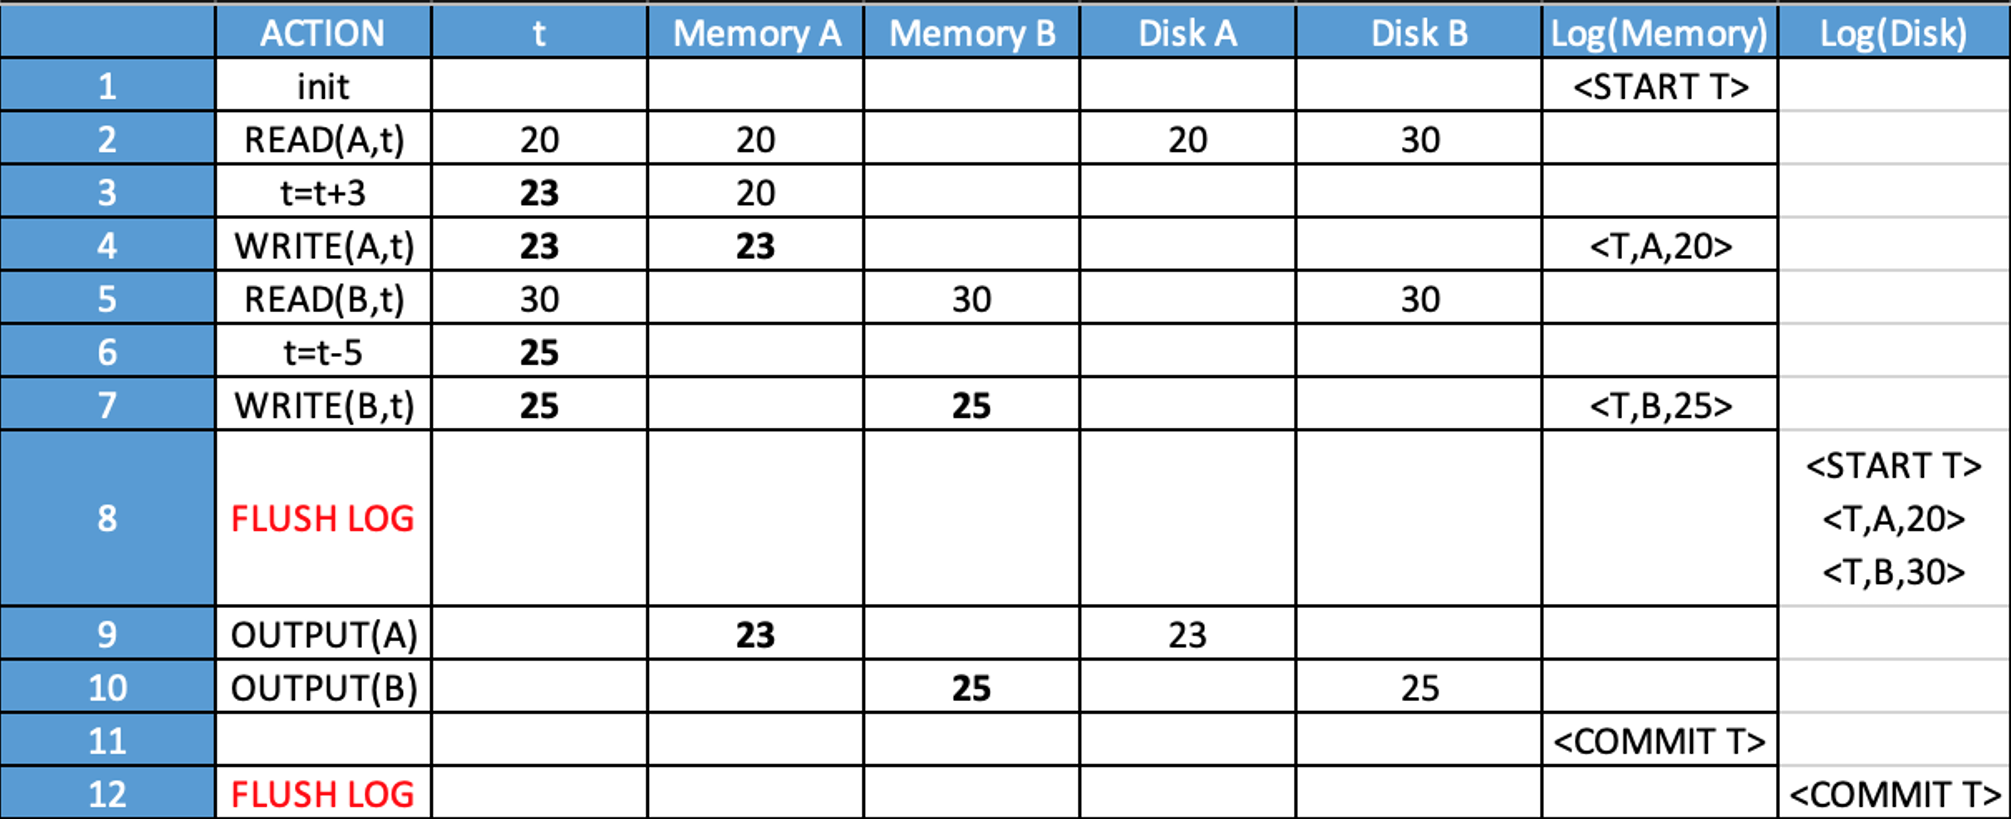 ACTION t Memory A Memory B Disk A Disk B Log(Memory) Log(Disk)
1 init <START T>
2 READ(A,t) 20 20 20 30
3 t=t+3 23 20
4 WRITE(A,t) 23 23 <T,A,20>
5 READ(B,t) 30 30 30
6 t=t-5 25
7 WRITE(B,t) 25 25 <T,B,25>
8 FLUSH LOG <START T>
<T,A,20>
<T,B,30>
9 OUTPUT(A) 23 23
10 OUTPUT(B) 25 25
11 <COMMIT T>
12 FLUSH LOG <COMMIT T>